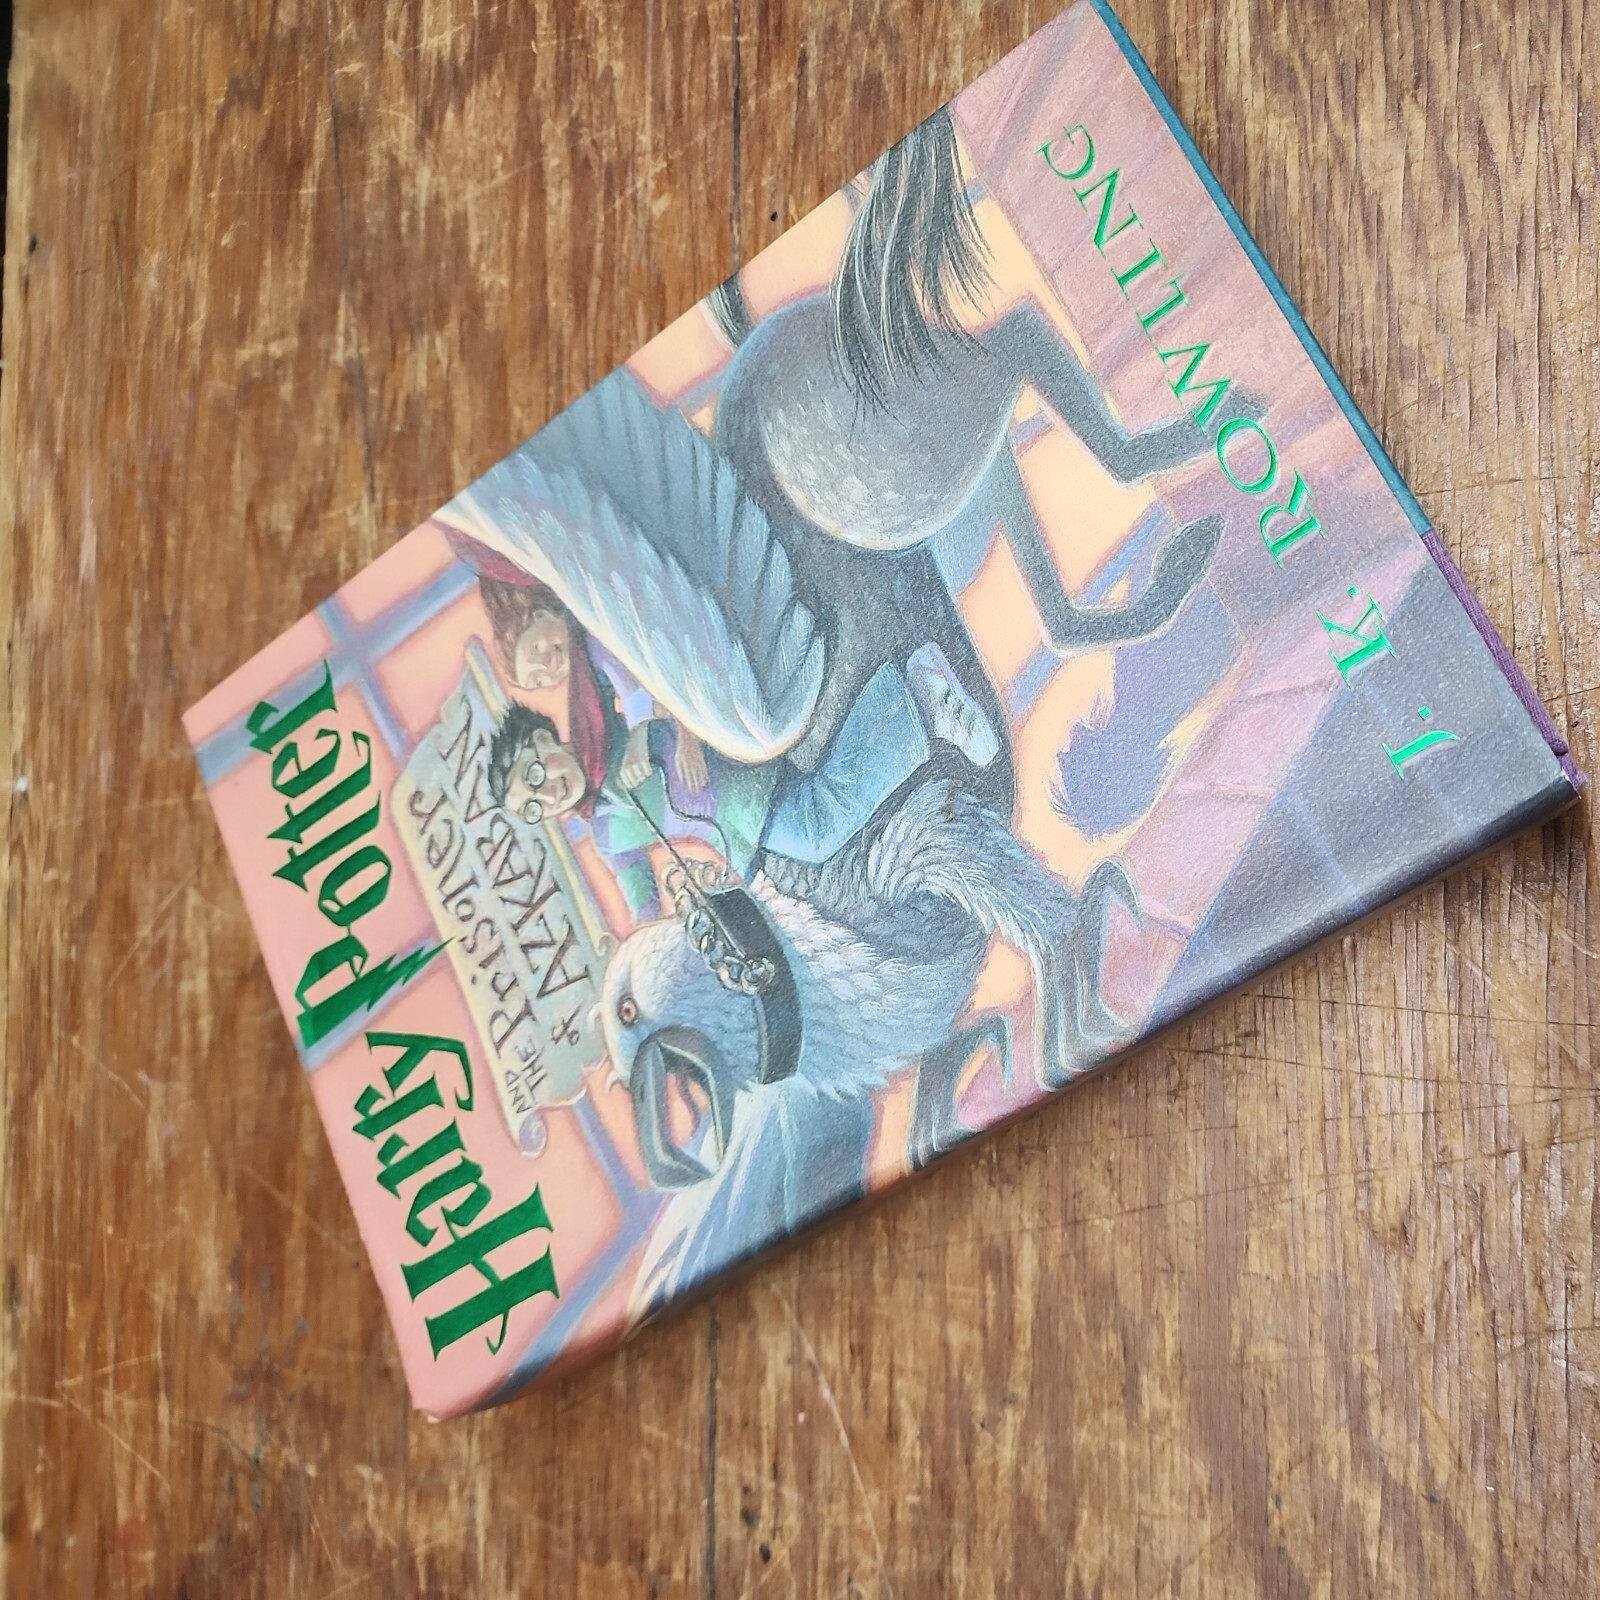 Harry Potter
AND
THE Prisoner
of AZKABAN
J. K. ROWLING